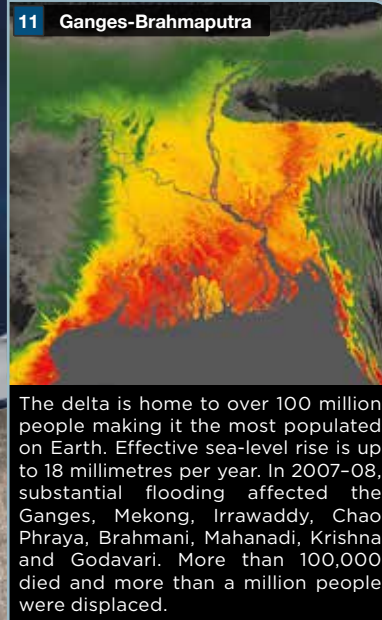 11 Ganges-Brahmaputra
The delta is home to over 100 million
people making it the most populated
on Earth. Effective sea-level rise is up
to 18 millimetres per year. In 2007–08,
substantial flooding affected the
Ganges, Mekong, Irrawaddy, Chao
Phraya, Brahmani, Mahanadi, Krishna
and Godavari. More than 100,000
died and more than a million people
were displaced.